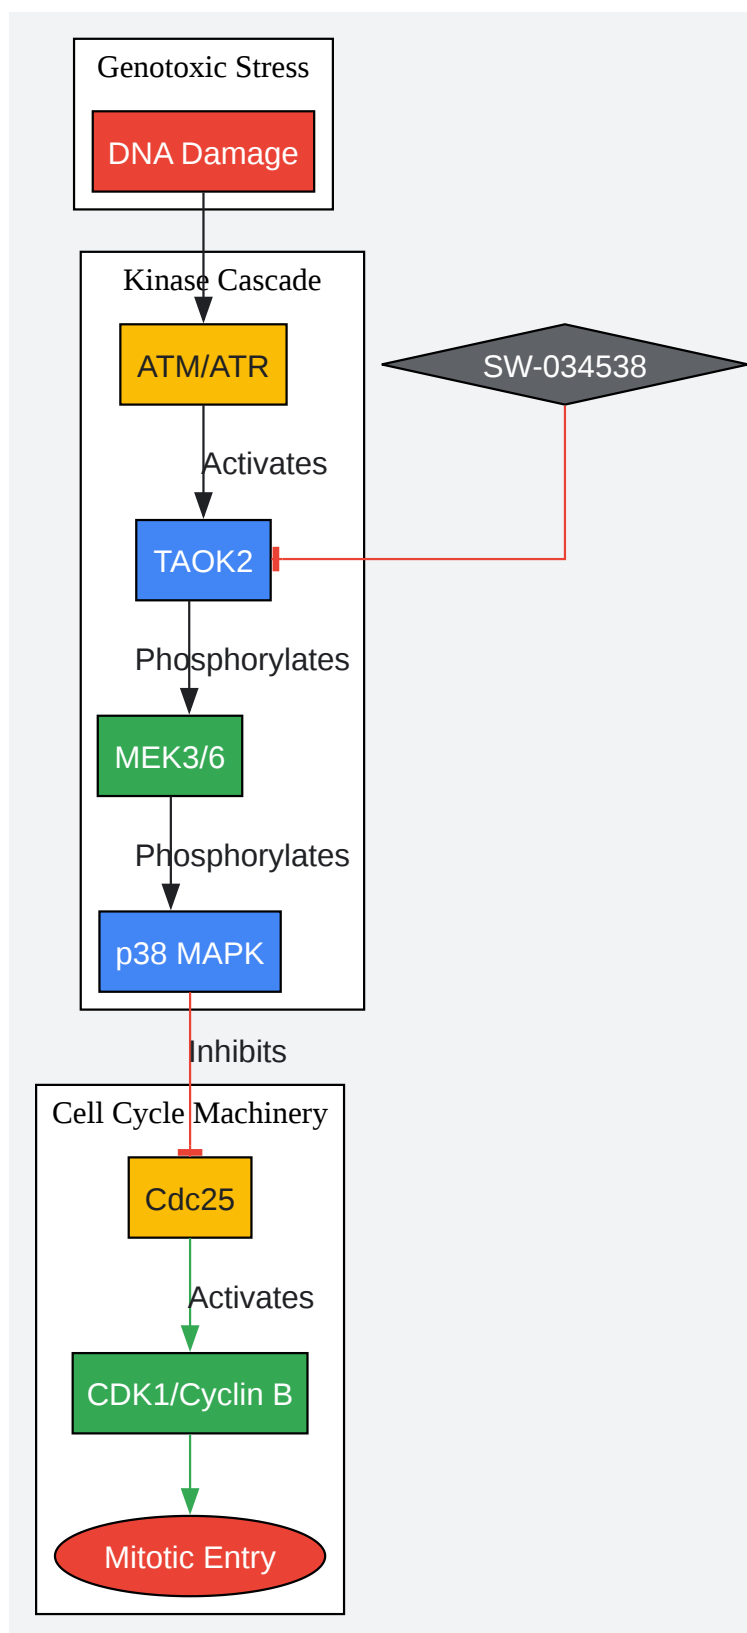 Genotoxic Stress
DNA Damage
Kinase Cascade
ATM/ATR
SW-034538
Activates
TAOK2
Phosphorylates
MEK3/6
Phosphorylates
p38 MAPK
Inhibits
Cell Cycle Machinery
Cdc25
Activates
CDK1/Cyclin B
Mitotic Entry